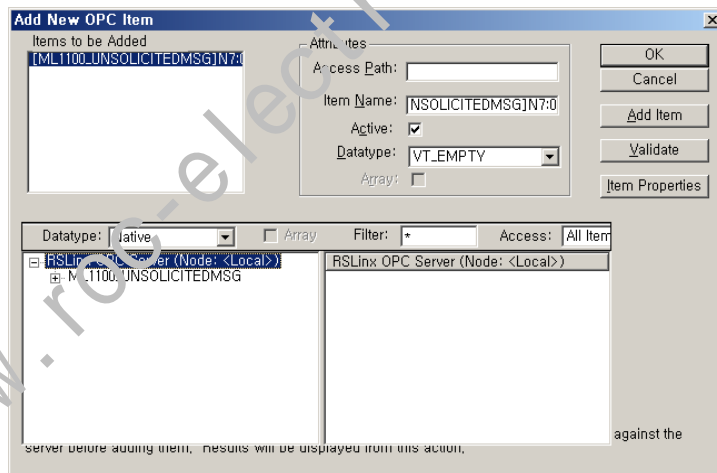 Add New OPC Item
Items to be Added
[ML1100_UNSOLICITEDMSG]N7:0
Attributes
Access Path:
Item Name: NSOLICITEDMSG]N7:0
Active:
Datatype: VT_EMPTY
Array:
OK
Cancel
Add Item
Validate
Item Properties
Datatype: Native
Array
Filter: *
Access: All Item
RSLinx OPC Server (Node: <Local>)
ML1100_UNSOLICITEDMSG
RSLinx OPC Server (Node: <Local>)
against the
server before adding them. Results will be displayed from this action.